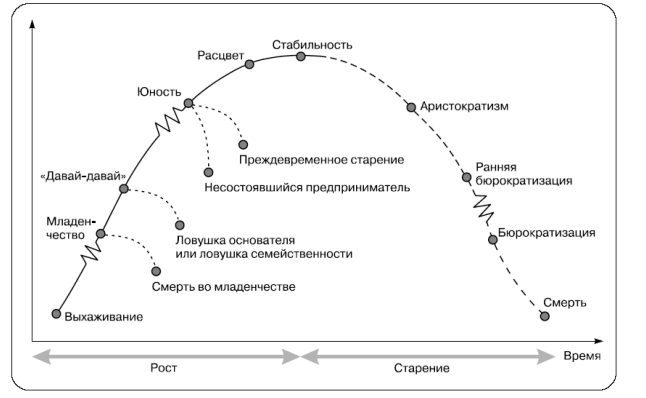 Стабильность
Расцвет
Юность
Аристократизм
Преждевременное старение
Ранняя
бюрократизация
«Давай-давай»
Несостоявшийся предприниматель
Младен-
чество
Ловушка основателя
или ловушка семейственности
Бюрократизация
Смерть во младенчестве
Смерть
Выхаживание
Время
Рост
Старение